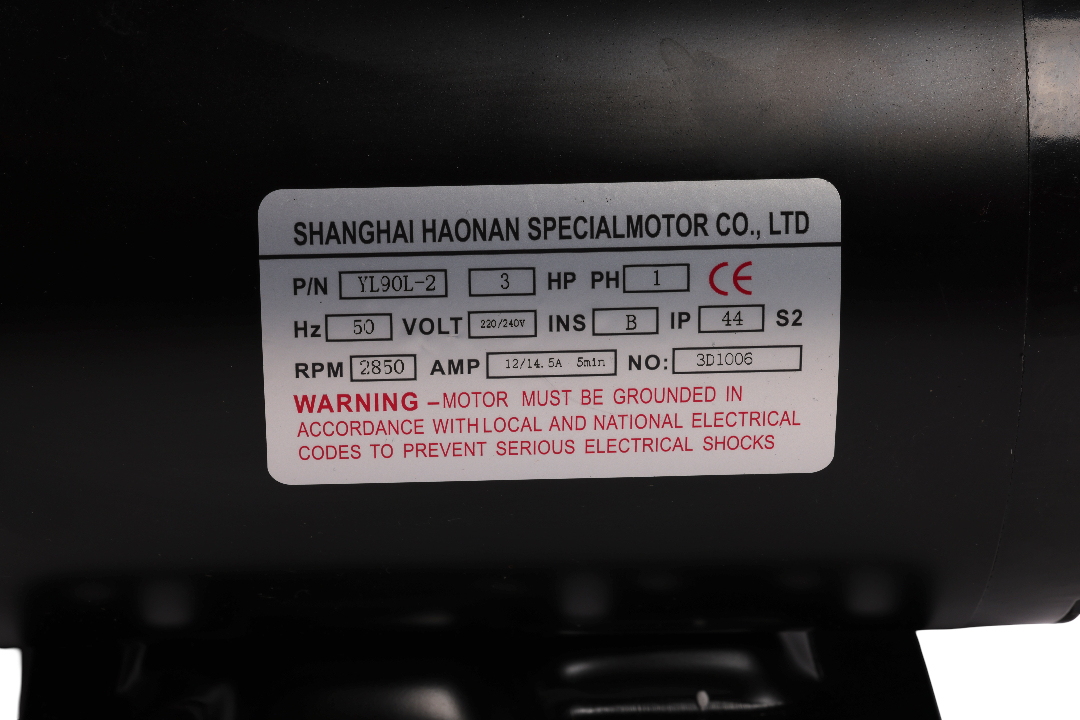 SHANGHAI HAONAN SPECIALMOTOR CO., LTD
P/N YL90L-2 3 HP PH 1 CE
Hz 50 VOLT 220/240V INS B IP 44 S2
RPM 2850 AMP 12/14.5A 5min NO: 3D1006
WARNING –MOTOR MUST BE GROUNDED IN
ACCORDANCE WITH LOCAL AND NATIONAL ELECTRICAL
CODES TO PREVENT SERIOUS ELECTRICAL SHOCKS